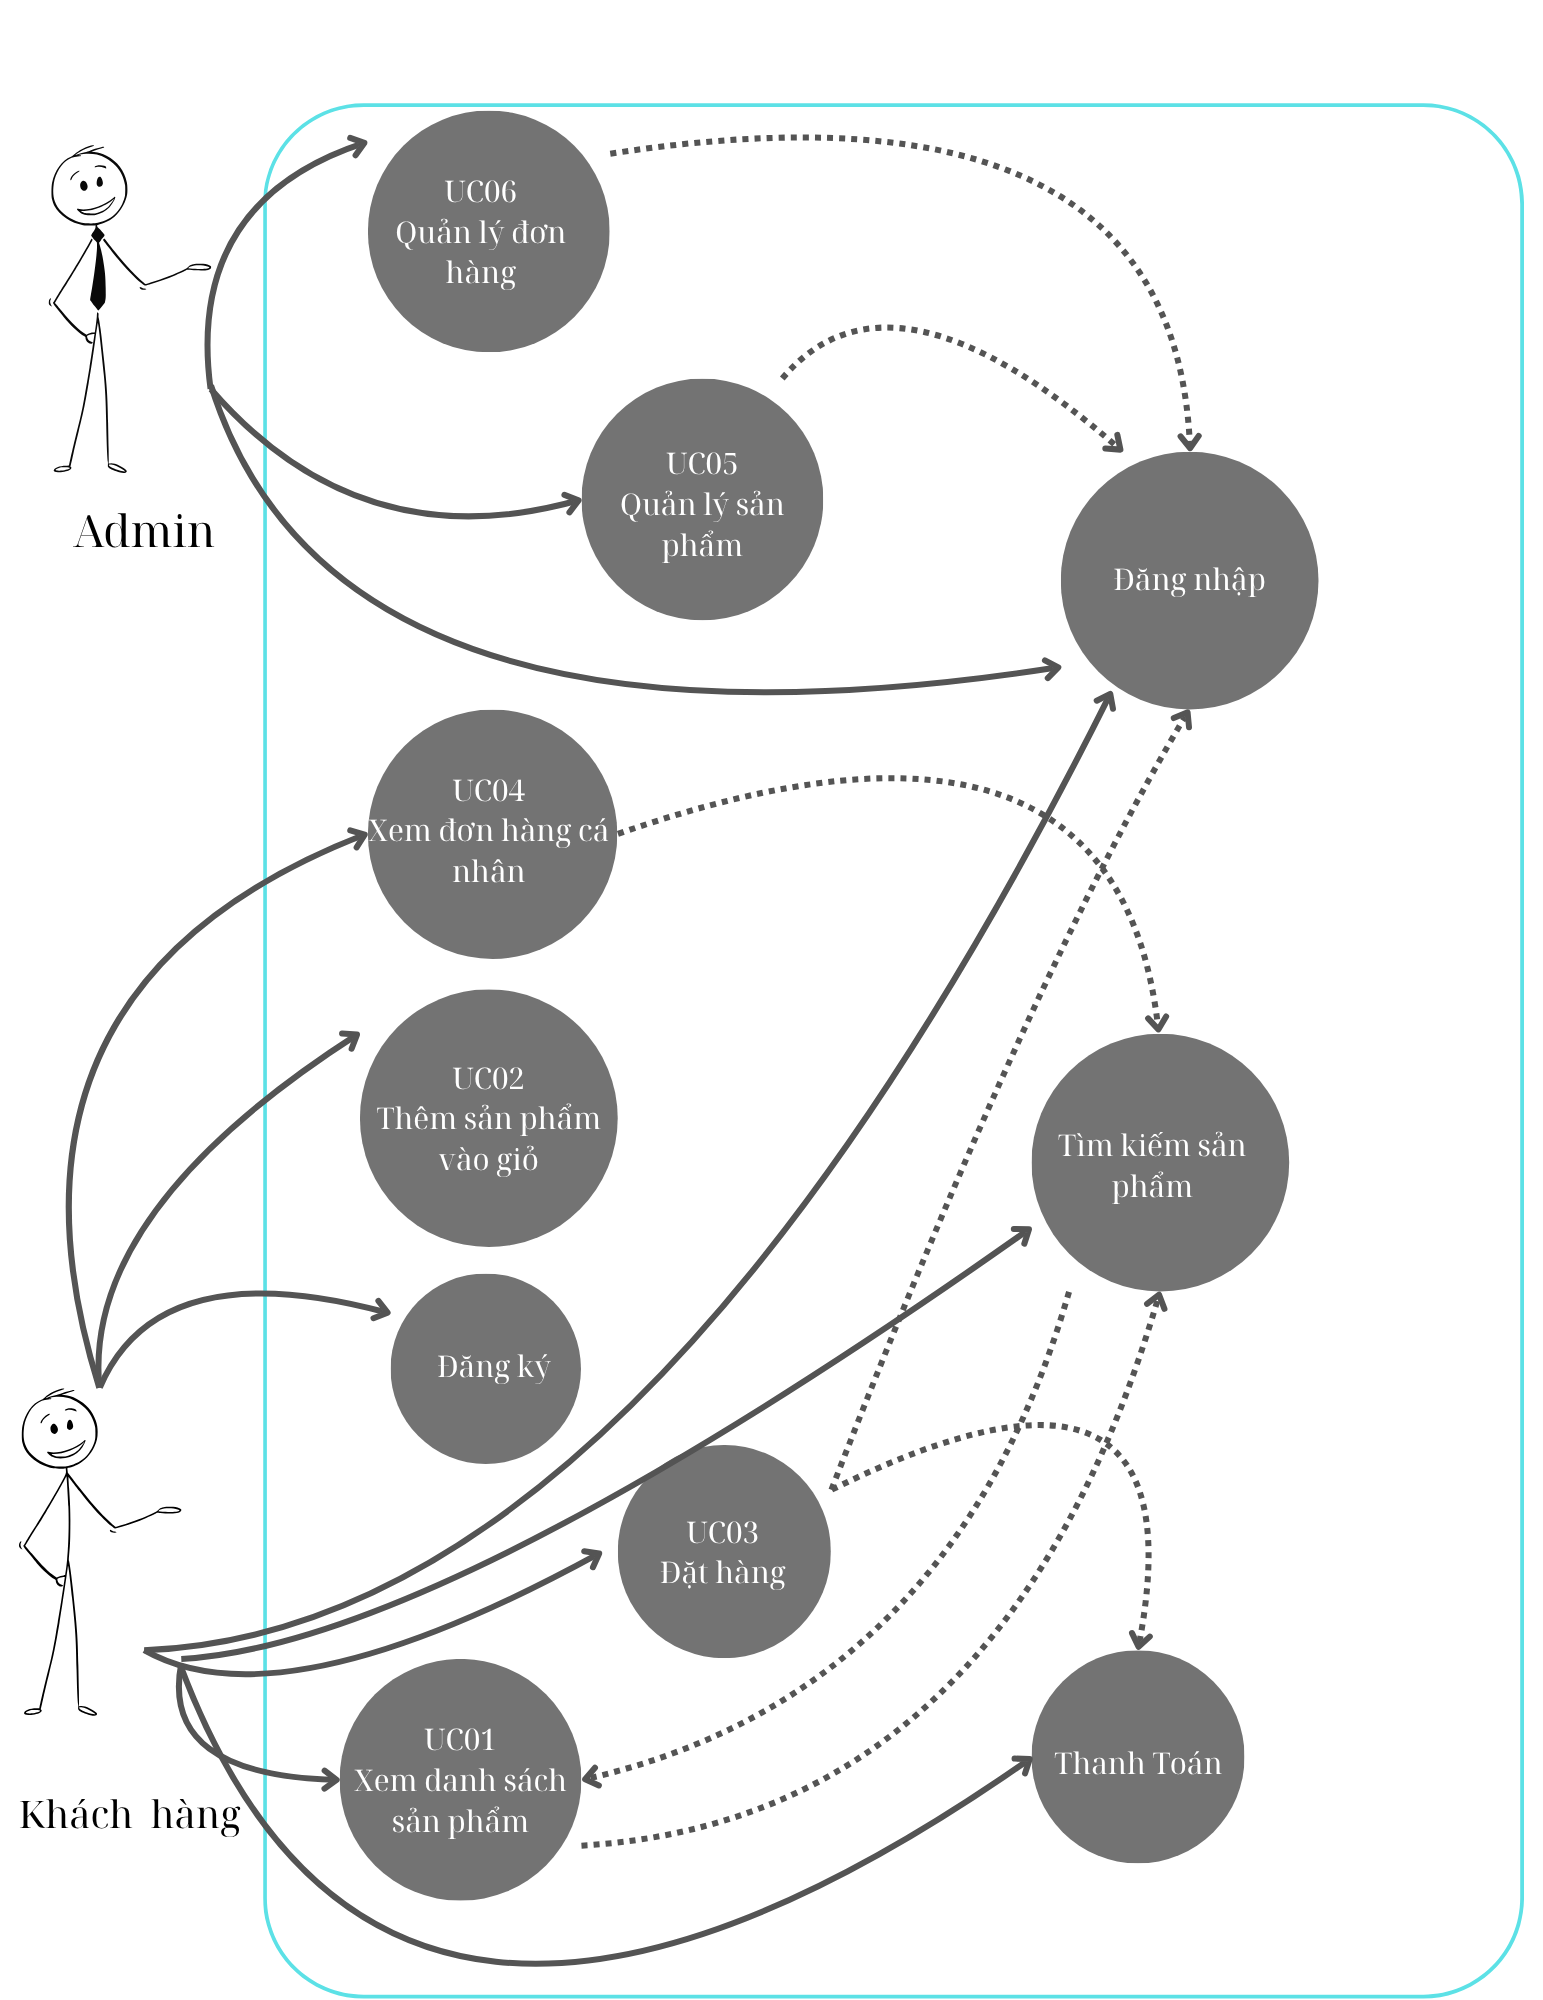 UC06
Quản lý đơn
hàng
UC05
Quản lý sản
phẩm
Admin
Đăng nhập
UC04
Xem đơn hàng cá
nhân
UC02
Thêm sản phẩm
vào giỏ
Tìm kiếm sản
phẩm
Đăng ký
UC03
Đặt hàng
UC01
Xem danh sách
sản phẩm
Thanh Toán
Khách hàng